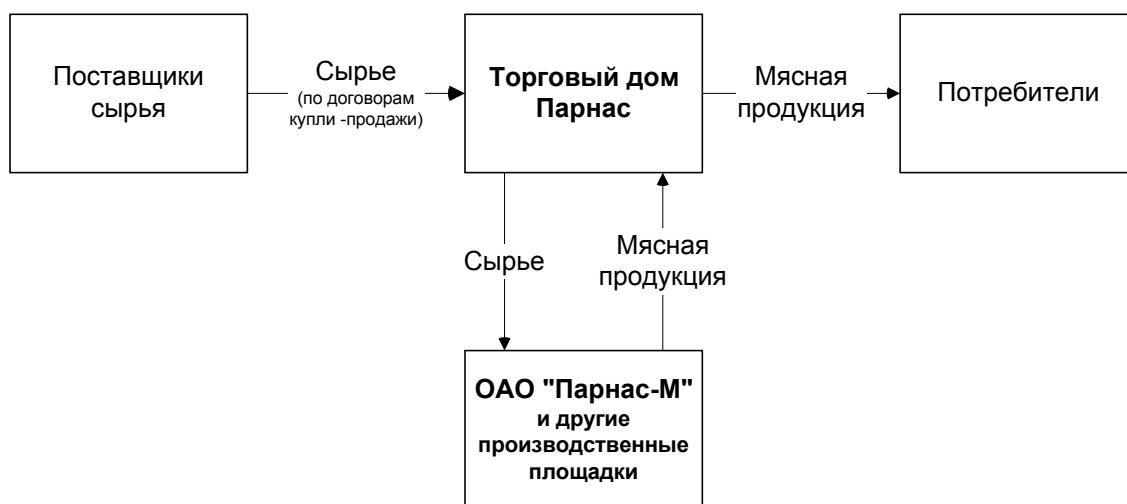 Поставщики
сырья
Сырье
(по договорам
купли -продажи)
Торговый дом
Парнас
Мясная
продукция
Потребители
Сырье
Мясная
продукция
ОАО "Парнас-М"
и другие
производственные
площадки